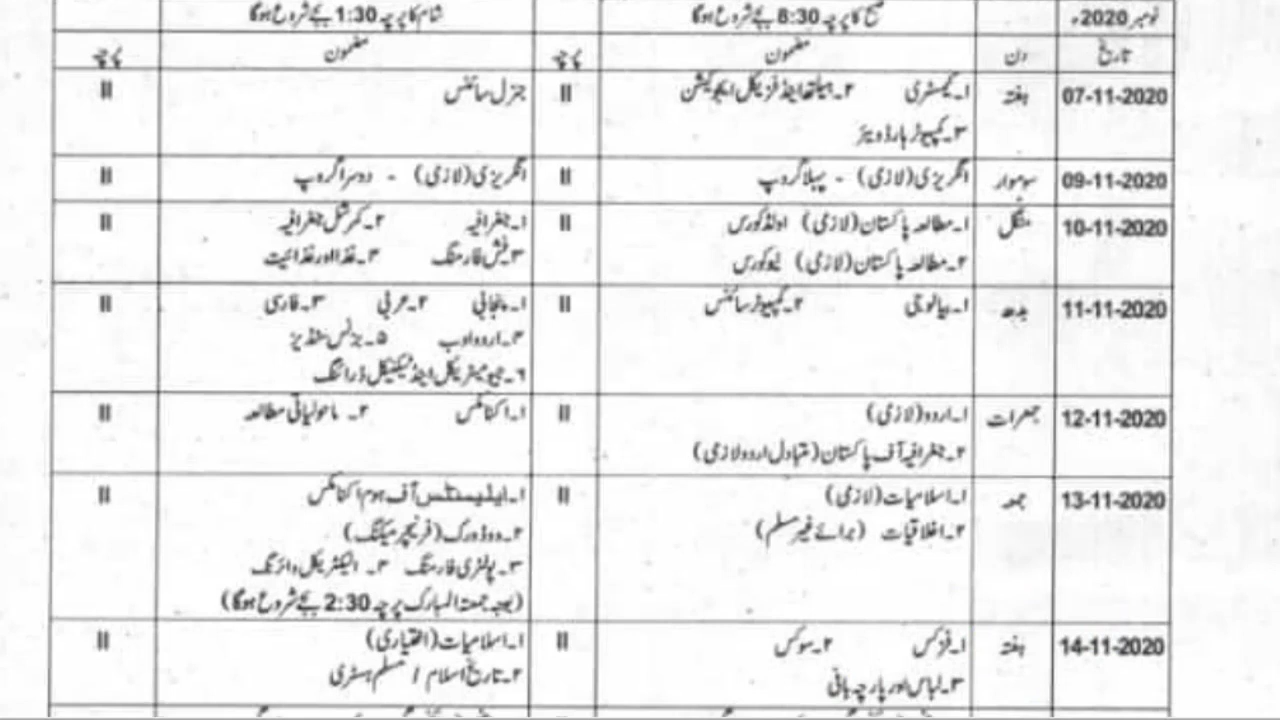 نومبر 2020ء صبح کا پرچہ 8:30 بجے شروع ہوگا شام کا پرچہ 1:30 بجے شروع ہوگا
تاریخ دن مضمون پرچہ مضمون پرچہ
07-11-2020 ہفتہ ۱۔کیمسٹری ۲۔ہیلتھ اینڈ فزیکل ایجوکیشن II جنرل سائنس II
۳۔کمپیوٹر ہارڈ ویئر
09-11-2020 سوموار انگریزی(لازمی) - پہلا گروپ II انگریزی(لازمی) - دوسرا گروپ II
10-11-2020 منگل ۱۔مطالعہ پاکستان(لازمی) اولڈ کورس II ۱۔جغرافیہ ۲۔کمرشل جغرافیہ II
۲۔مطالعہ پاکستان(لازمی) نیو کورس ۳۔فش فارمنگ ۴۔غذا اور غذائیت
11-11-2020 بدھ ۱۔بیالوجی ۲۔کمپیوٹر سائنس II ۱۔پنجابی ۲۔عربی ۳۔فارسی II
۴۔اردو ادب ۵۔بزنس سٹڈیز
۶۔جیومیٹریکل اینڈ ٹیکنیکل ڈرائنگ
12-11-2020 جمعرات ۱۔اردو(لازمی) II ۱۔اکنامکس ۲۔ ماحولیاتی مطالعہ II
۲۔جغرافیہ آف پاکستان(متبادل اردو لازمی)
13-11-2020 جمعہ ۱۔اسلامیات(لازمی) II ۱۔ایلیمنٹس آف ہوم اکنامکس II
۲۔اخلاقیات (برائے غیر مسلم) ۲۔ووڈ ورک(فرنیچر میکنگ)
۳۔پولٹری فارمنگ ۴۔ الیکٹریکل وائرنگ
(بوجہ جمعۃ المبارک پرچہ 2:30 بجے شروع ہوگا)
14-11-2020 ہفتہ ۱۔فزکس ۲۔سوکس II ۱۔اسلامیات(اختیاری) II
۳۔لباس اور پارچہ بافی ۲۔تاریخ اسلام / مسلم ہسٹری